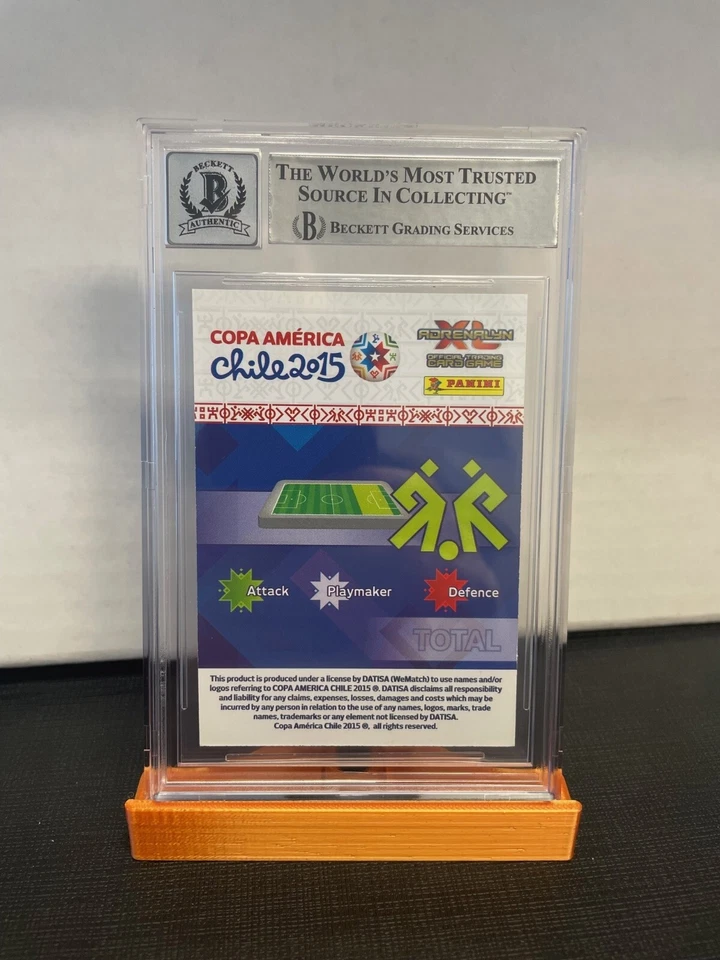 BECKETT
B
AUTHENTIC
THE WORLD'S MOST TRUSTED
SOURCE IN COLLECTING™
B BECKETT GRADING SERVICES
COPA AMÉRICA
Chile2015
ADRENALYN
XL
OFFICIAL TRADING
CARD GAME
PANINI
Attack
Playmaker
Defence
TOTAL
This product is produced under a license by DATISA (WeMatch) to use names and/or
logos referring to COPA AMERICA CHILE 2015 ®. DATISA disclaims all responsibility
and liability for any claims, expenses, losses, damages and costs which may be
incurred by any person in relation to the use of any names, logos, marks, trade
names, trademarks or any element not licensed by DATISA.
Copa América Chile 2015 ®, all rights reserved.